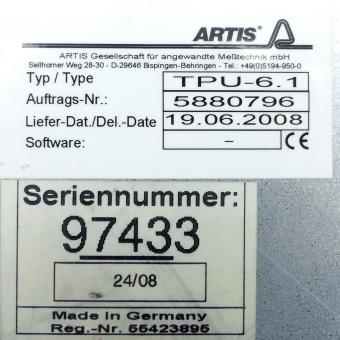 ARTIS
ARTIS Gesellschaft für angewandte Meßtechnik mbH
Sellhorner Weg 28-30 - D-29646 Bispingen-Behringen - Tel.:+49(0)5194-950-0
Typ / Type TPU-6.1
Auftrags-Nr.: 5880796
Liefer-Dat./Del.-Date 19.06.2008
Software: - CE
Seriennummer:
97433
24/08
Made in Germany
Reg.-Nr. 55423895